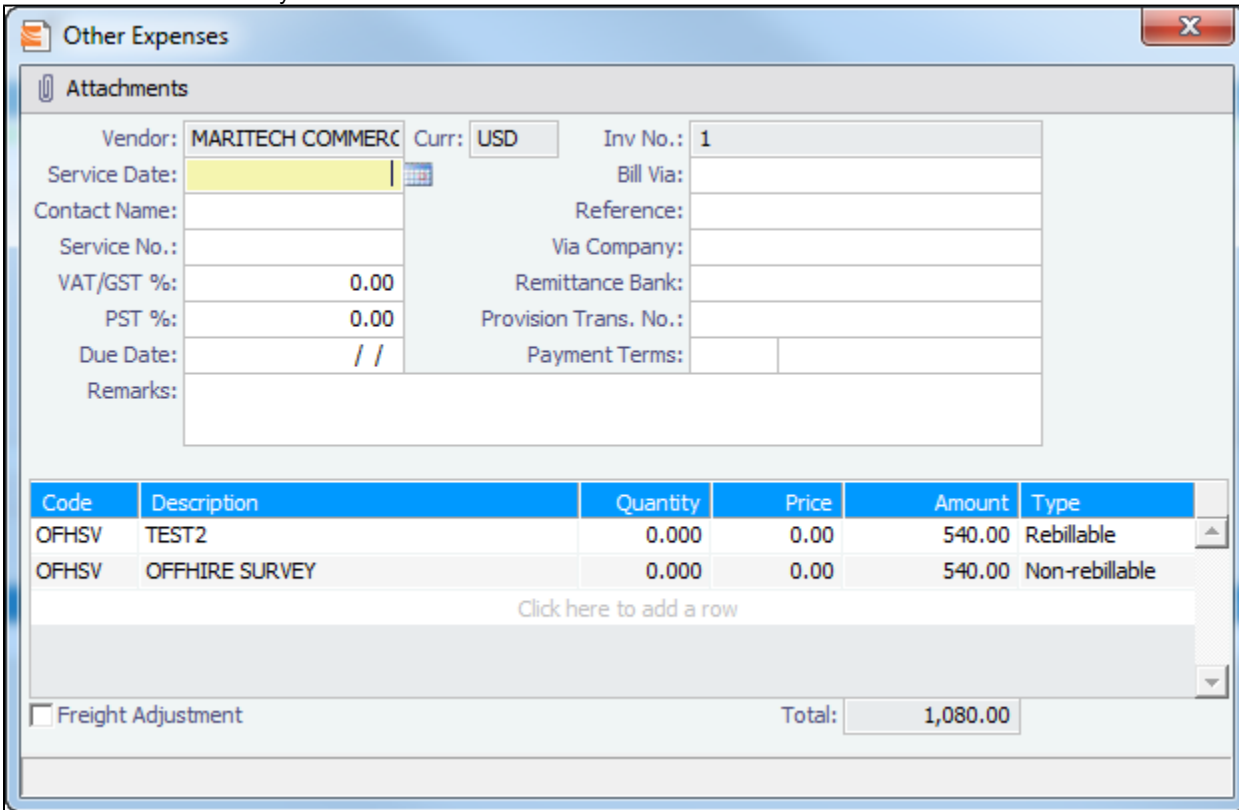 Other Expenses
Attachments
Vendor: MARITECH COMMERC Curr: USD Inv No.: 1
Service Date: Bill Via:
Contact Name: Reference:
Service No.: Via Company:
VAT/GST %: 0.00 Remittance Bank:
PST %: 0.00 Provision Trans. No.:
Due Date: / / Payment Terms:
Remarks:
Code Description Quantity Price Amount Type
OFHSV TEST2 0.000 0.00 540.00 Rebillable
OFHSV OFFHIRE SURVEY 0.000 0.00 540.00 Non-rebillable
Click here to add a row
Freight Adjustment Total: 1,080.00